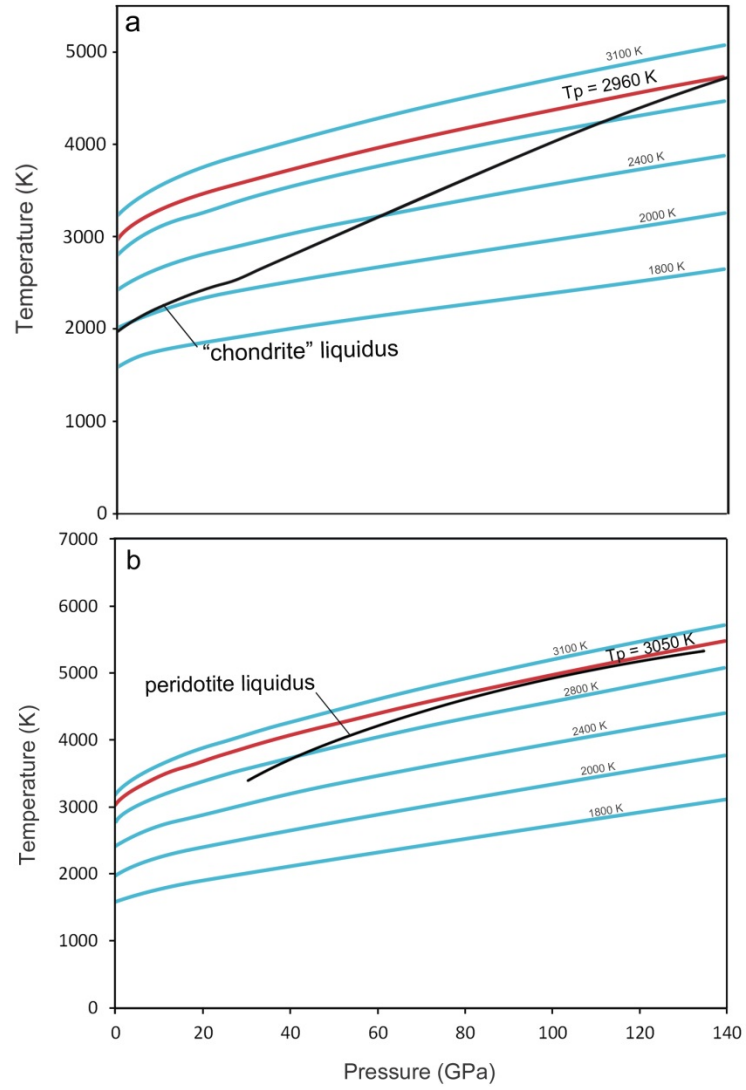 a
5000
4000
3000
2000
1000
0
Temperature (K)
3100 K
Tp = 2960 K
2400 K
2000 K
1800 K
“chondrite” liquidus
b
7000
6000
5000
4000
3000
2000
1000
0
Temperature (K)
3100 K
Tp = 3050 K
2800 K
2400 K
2000 K
1800 K
peridotite liquidus
0 20 40 60 80 100 120 140
Pressure (GPa)